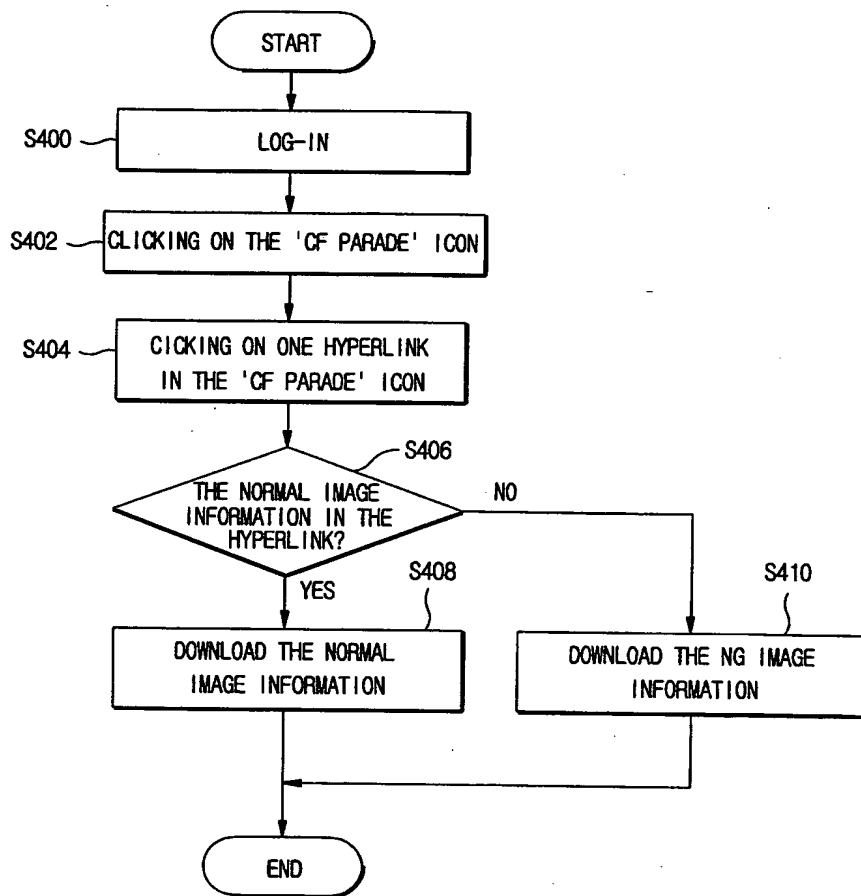 START
S400
LOG-IN
S402
CLICKING ON THE 'CF PARADE' ICON
S404
CICKING ON ONE HYPERLINK
IN THE 'CF PARADE' ICON
S406
THE NORMAL IMAGE
INFORMATION IN THE
HYPERLINK?
NO
YES
S408
DOWNLOAD THE NORMAL
IMAGE INFORMATION
S410
DOWNLOAD THE NG IMAGE
INFORMATION
END